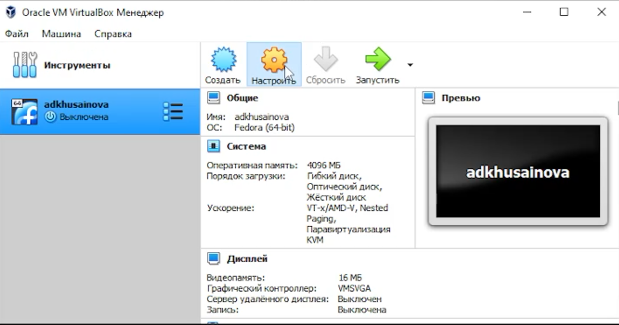 Oracle VM VirtualBox Менеджер
Файл Машина Справка
Инструменты
Создать Настроить Сбросить Запустить
64
adkhusainova
Выключена
Общие
Имя: adkhusainova
ОС: Fedora (64-bit)
Система
Оперативная память: 4096 МБ
Порядок загрузки: Гибкий диск,
Оптический диск,
Жёсткий диск
Ускорение: VT-x/AMD-V, Nested
Paging,
Паравиртуализация
KVM
Превью
adkhusainova
Дисплей
Видеопамять: 16 МБ
Графический контроллер: VMSVGA
Сервер удалённого дисплея: Выключен
Запись: Выключена